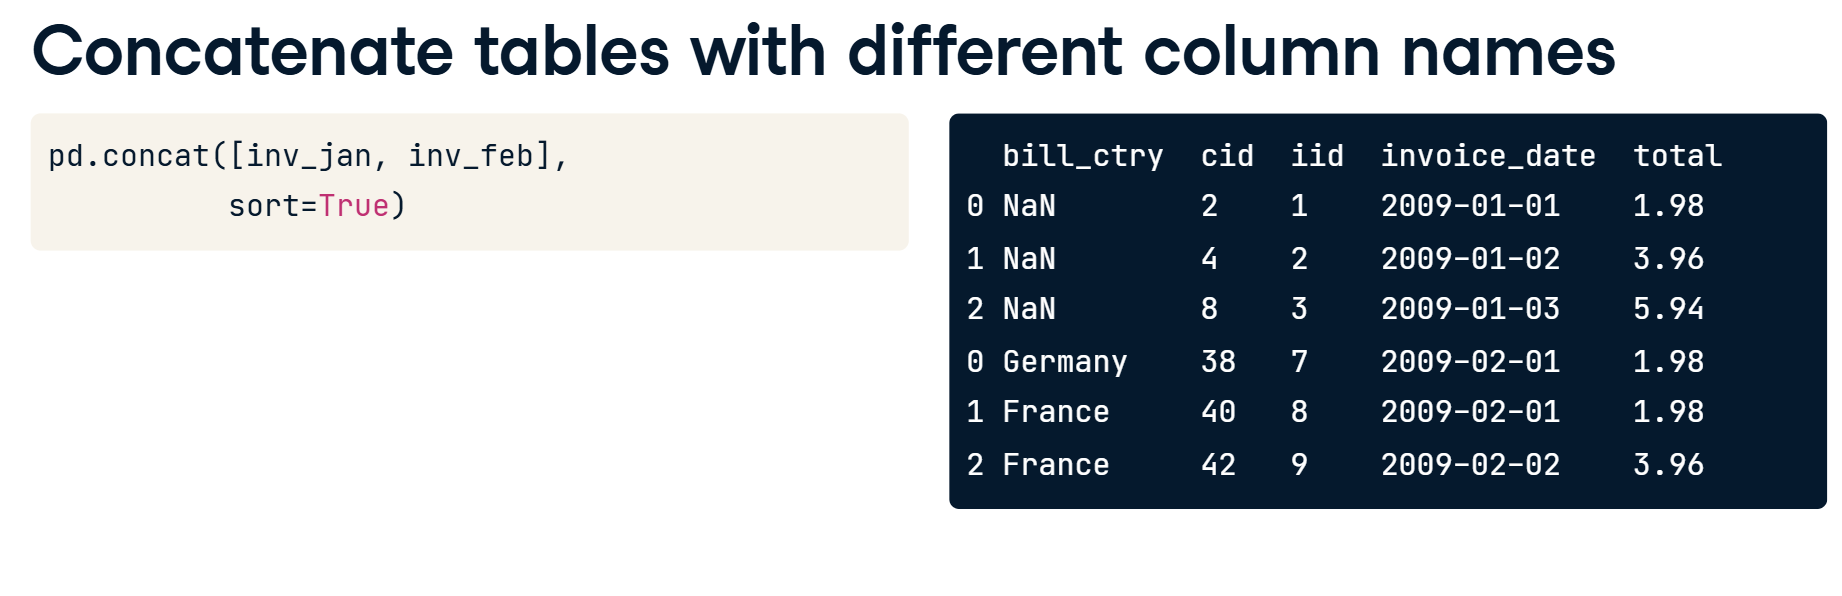 Concatenate tables with different column names
pd.concat([inv_jan, inv_feb],
sort=True)
bill_ctry cid iid invoice_date total
0 NaN 2 1 2009-01-01 1.98
1 NaN 4 2 2009-01-02 3.96
2 NaN 8 3 2009-01-03 5.94
0 Germany 38 7 2009-02-01 1.98
1 France 40 8 2009-02-01 1.98
2 France 42 9 2009-02-02 3.96